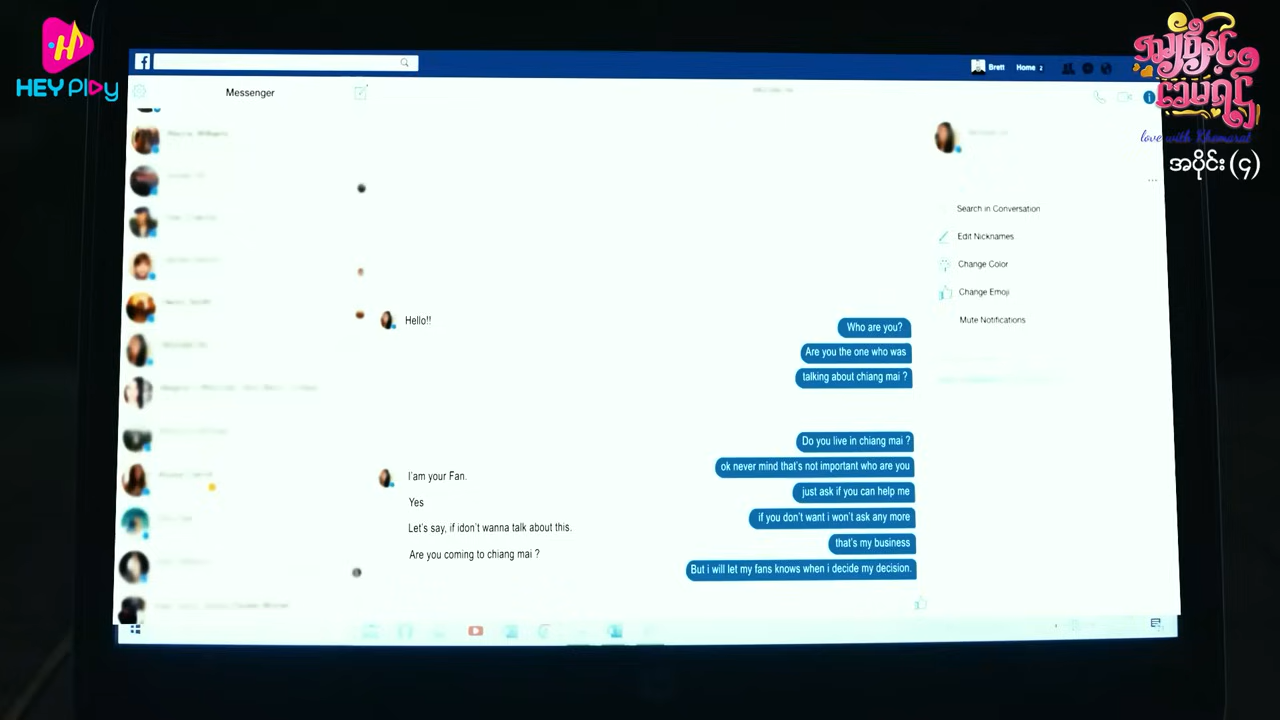 HEY Play
Brett
Home 2
Messenger
love with Khemarat
အပိုင်း (၄)
Search in Conversation
Edit Nicknames
Change Color
Change Emoji
Mute Notifications
Hello!!
Who are you?
Are you the one who was
talking about chiang mai ?
Do you live in chiang mai ?
ok never mind that's not important who are you
I'am your Fan.
just ask if you can help me
Yes
if you don't want i won't ask any more
Let's say, if idon't wanna talk about this.
that's my business
Are you coming to chiang mai ?
But i will let my fans knows when i decide my decision.